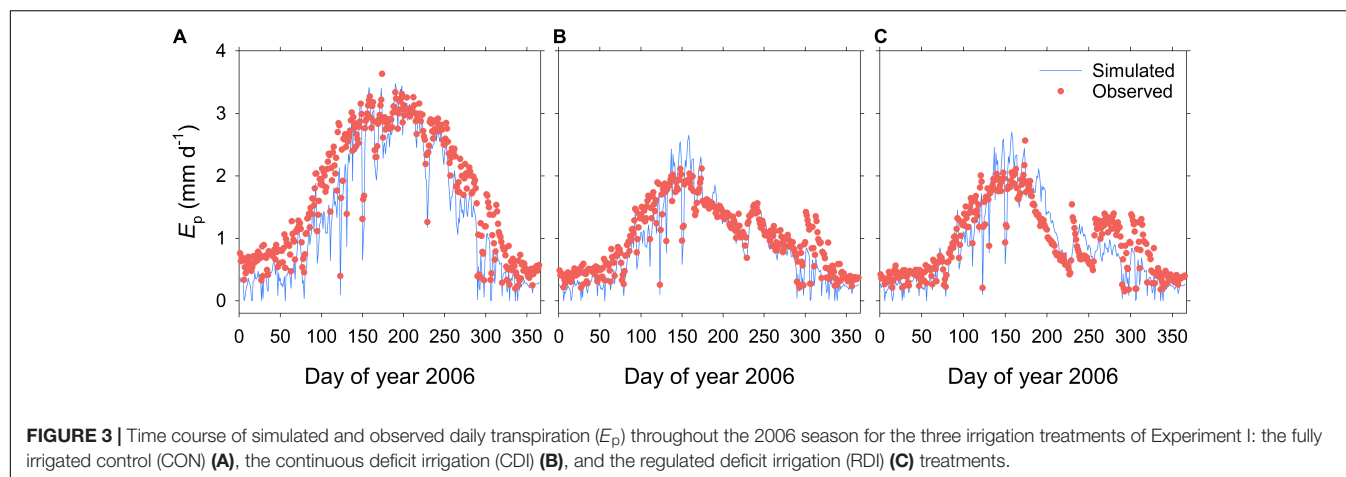 A
B
C
4
3
2
1
0
Ep (mm d-1)
Simulated
Observed
0 50 100 150 200 250 300 350
0 50 100 150 200 250 300 350
0 50 100 150 200 250 300 350
Day of year 2006
Day of year 2006
Day of year 2006
FIGURE 3 | Time course of simulated and observed daily transpiration (Ep) throughout the 2006 season for the three irrigation treatments of Experiment I: the fully
irrigated control (CON) (A), the continuous deficit irrigation (CDI) (B), and the regulated deficit irrigation (RDI) (C) treatments.